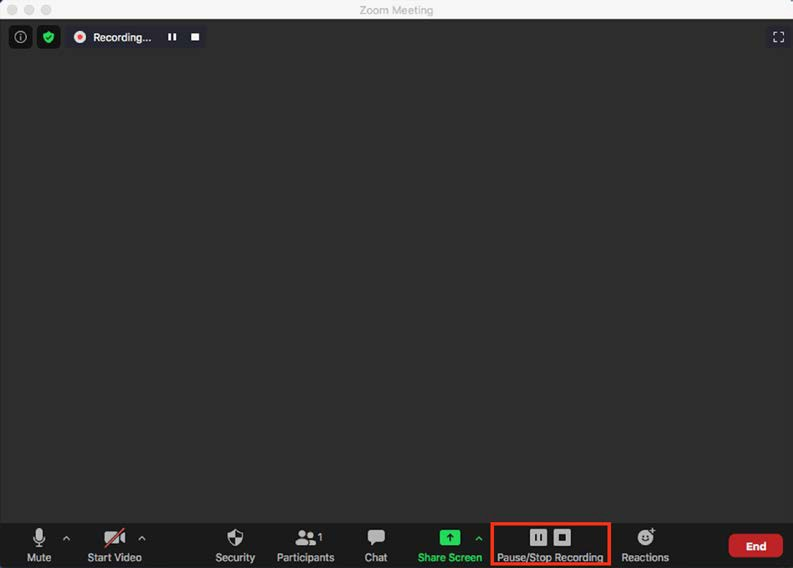 Zoom Meeting
Recording...
Mute
Start Video
Security
1
Participants
Chat
Share Screen
Pause/Stop Recording
Reactions
End